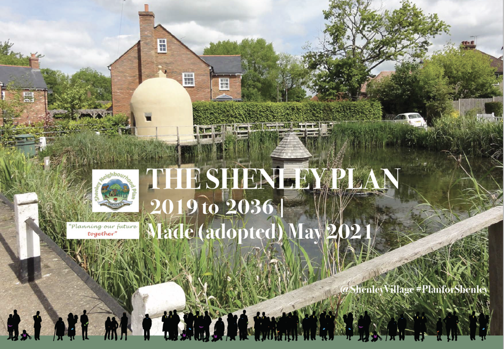 THE SHENLEY PLAN
2019 to 2036 |
Made (adopted) May 2021
"Planning our future
together"
@ShenleyVillage #PlanforShenley